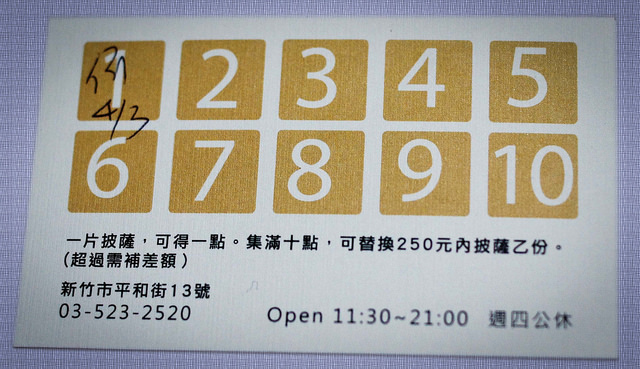 1 2 3 4 5
4/3
6 7 8 9 10
一片披薩，可得一點。集滿十點，可替換250元內披薩乙份。
(超過需補差額)
新竹市平和街13號
03-523-2520
Open 11:30~21:00 週四公休